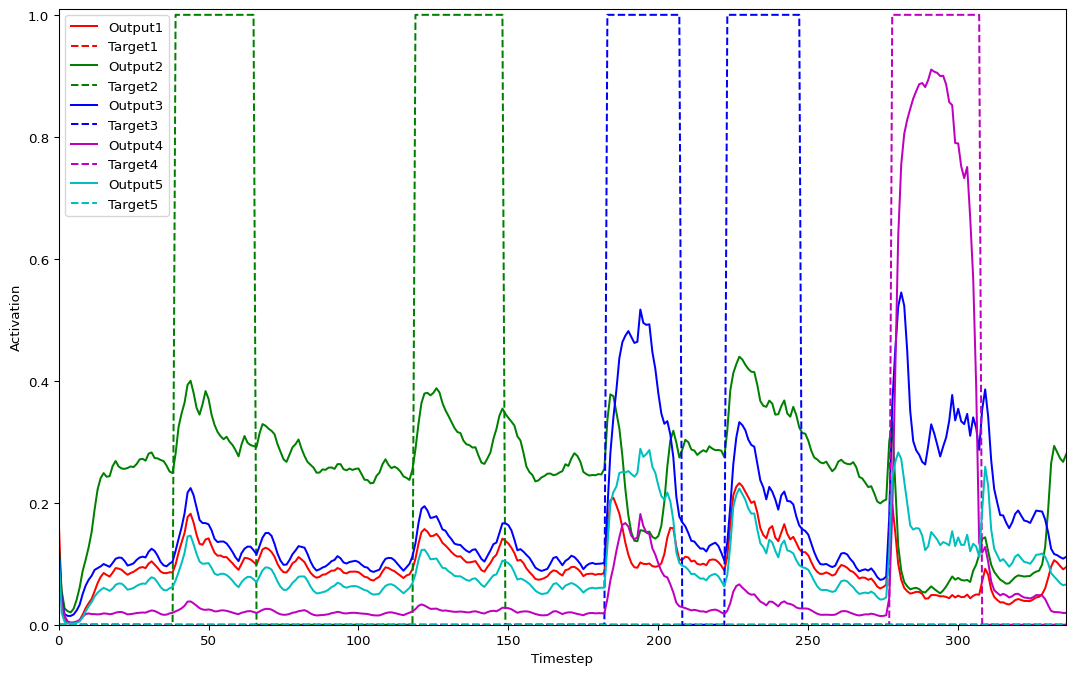 1.0
0.8
0.6
0.4
0.2
0.0
Activation
Output1
Target1
Output2
Target2
Output3
Target3
Output4
Target4
Output5
Target5
0 50 100 150 200 250 300
Timestep